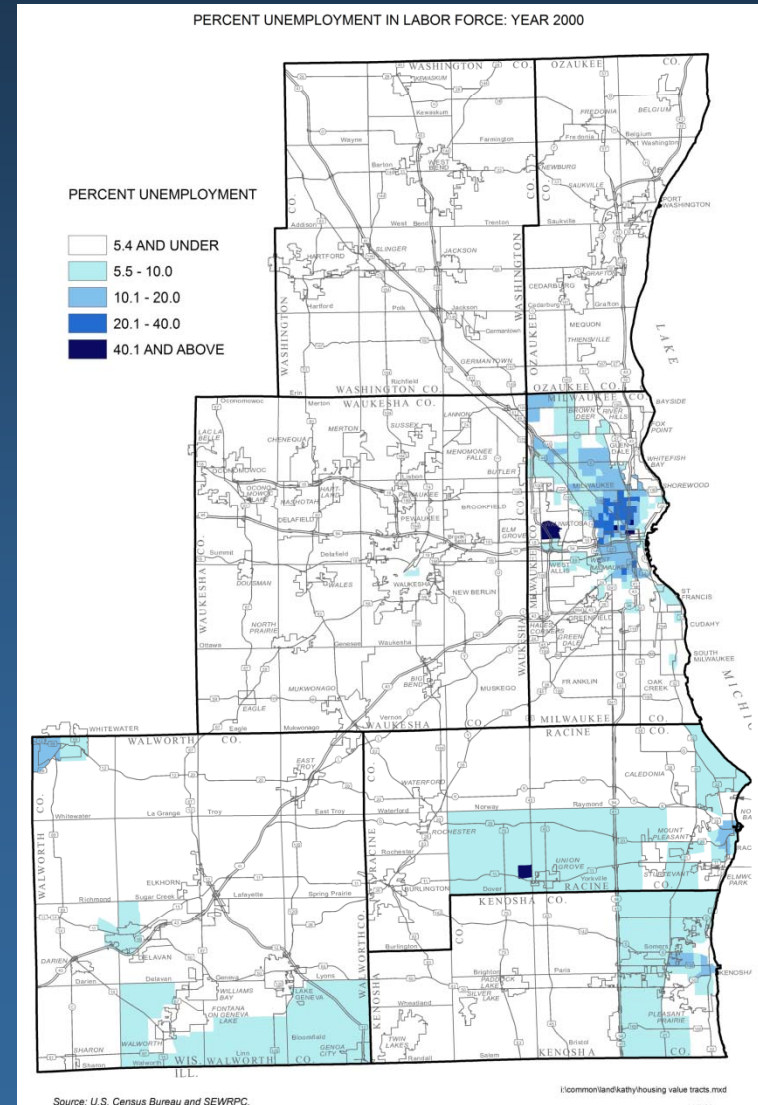 PERCENT UNEMPLOYMENT IN LABOR FORCE: YEAR 2000
PERCENT UNEMPLOYMENT
5.4 AND UNDER
5.5 - 10.0
10.1 - 20.0
20.1 - 40.0
40.1 AND ABOVE
WASHINGTON CO.
OZAUKEE CO.
KEWASKUM
Kewaskum
FREDONIA
BELGIUM
Wayne
Farmington
Fredonia
Belgium
Port Washington
Barton
WEST BEND
NEWBURG
SAUKVILLE
PORT WASHINGTON
Addison
West Bend
Trenton
Saukville
SLINGER
JACKSON
HARTFORD
GRAFTON
CEDARBURG
Hartford
Polk
Jackson
Cedarburg
Grafton
Germantown
MEQUON
THIENSVILLE
GERMANTOWN
WASHINGTON
OZAUKEE
LAKE
Erin
Richfield
WASHINGTON CO.
OZAUKEE CO.
Oconomowoc
Merton
WAUKESHA CO.
MILWAUKEE CO.
BAYSIDE
LAC LA BELLE
CHENEQUA
MERTON
SUSSEX
LANNON
BROWN DEER
RIVER HILLS
FOX POINT
MENOMONEE FALLS
GLENDALE
WHITEFISH BAY
OCONOMOWOC
Lisbon
BUTLER
MILWAUKEE
SHOREWOOD
OCONOMOWOC LAKE
NASHOTAH
HARTLAND
PEWAUKEE
DELAFIELD
PEWAUKEE
BROOKFIELD
ELM GROVE
Summit
Delafield
Brookfield
WEST ALLIS
WEST MILWAUKEE
DOUSMAN
WALES
WAUKESHA
NEW BERLIN
ST FRANCIS
NORTH PRAIRIE
GREENFIELD
HALES CORNERS
GREENDALE
CUDAHY
Ottawa
Genesee
Waukesha
SOUTH MILWAUKEE
BIG BEND
MUSKEGO
FRANKLIN
OAK CREEK
MUKWONAGO
EAGLE
Eagle
Mukwonago
Vernon
WAUKESHA CO.
MILWAUKEE CO.
MICHIG
WHITEWATER
WALWORTH CO.
RACINE CO.
EAST TROY
CALEDONIA
WATERFORD
Whitewater
La Grange
Troy
East Troy
Waterford
Norway
Raymond
ROCHESTER
MOUNT PLEASANT
Rochester
UNION GROVE
STURTEVANT
ELMWOOD PARK
ELKHORN
Richmond
Sugar Creek
Lafayette
Spring Prairie
BURLINGTON
Dover
Yorkville
RACINE CO.
KENOSHA CO.
DARIEN
DELAVAN
Burlington
Somers
Darien
Delavan
Geneva
Lyons
Brighton
Paris
KENOSHA
WILLIAMS BAY
LAKE GENEVA
PADDOCK LAKE
SILVER LAKE
FONTANA ON GENEVA LAKE
Wheatland
PLEASANT PRAIRIE
WALWORTH
Bloomfield
TWIN LAKES
Bristol
SHARON
Sharon
Walworth
Linn
GENOA CITY
Randall
Salem
WIS. WALWORTH CO.
KENOSHA CO.
ILL.
Source: U.S. Census Bureau and SEWRPC.
i:\common\land\kathy\housing value tracts.mxd